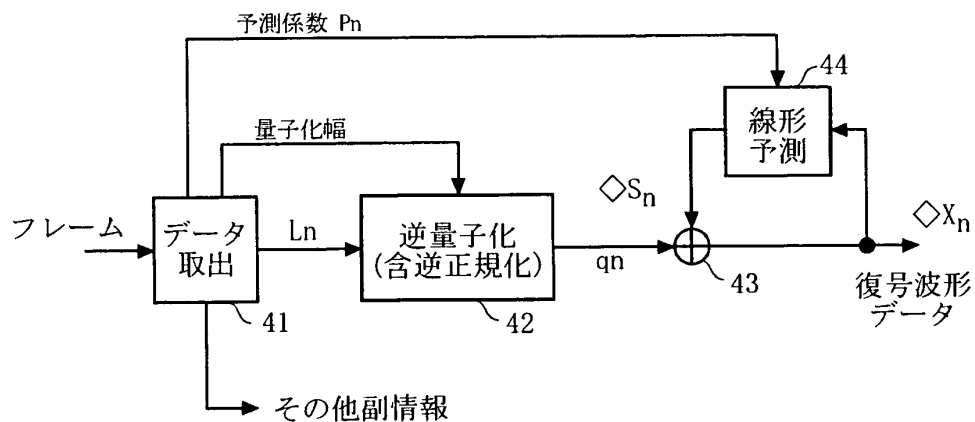 予測係数 Pn
44
線形
予測
量子化幅
◇Sn
◇Xn
フレーム
データ
取出
Ln
逆量子化
(含逆正規化)
qn
43
復号波形
データ
41
42
その他副情報